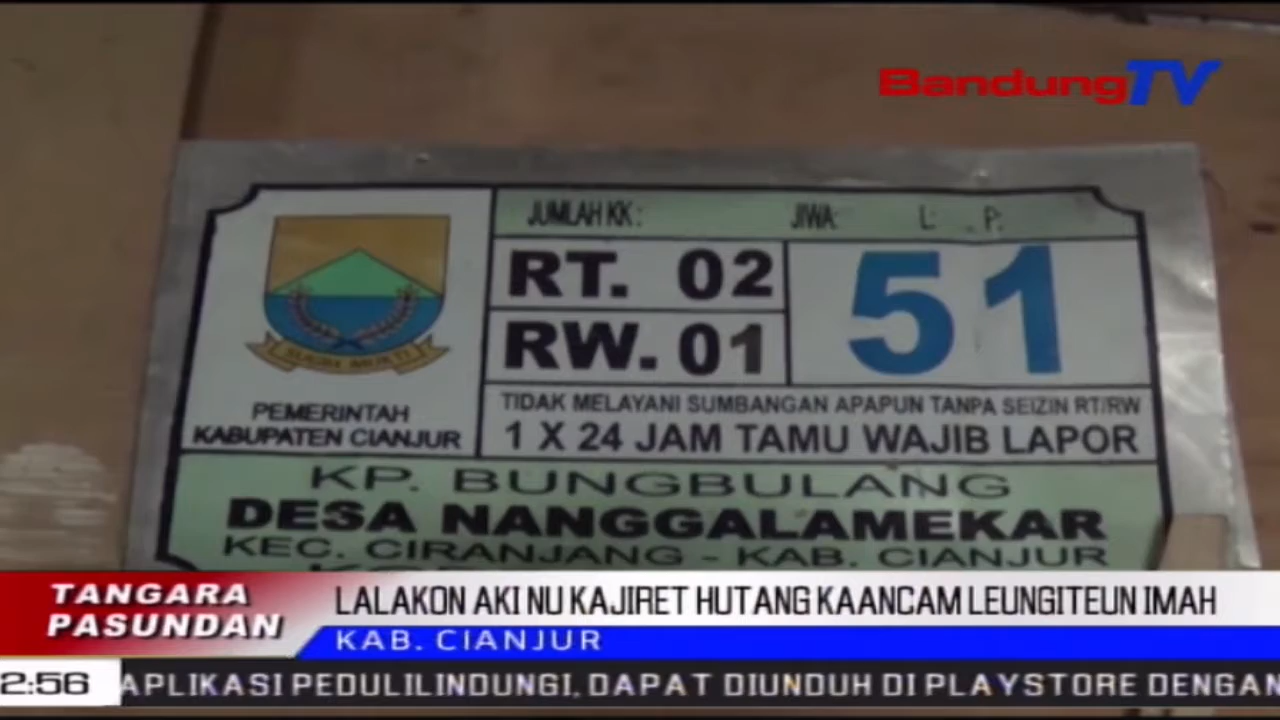 BandungTV
JUMLAH KK : JIWA: L: P:
RT. 02
RW. 01
51
PEMERINTAH
KABUPATEN CIANJUR
TIDAK MELAYANI SUMBANGAN APAPUN TANPA SEIZIN RT/RW
1 X 24 JAM TAMU WAJIB LAPOR
KP. BUNGBULANG
DESA NANGGALAMEKAR
KEC. CIRANJANG - KAB. CIANJUR
TANGARA
PASUNDAN
LALAKON AKI NU KAJIRET HUTANG KAANCAM LEUNGITEUN IMAH
KAB. CIANJUR
2:56
APLIKASI PEDULILINDUNGI, DAPAT DIUNDUH DI PLAYSTORE DENGAN